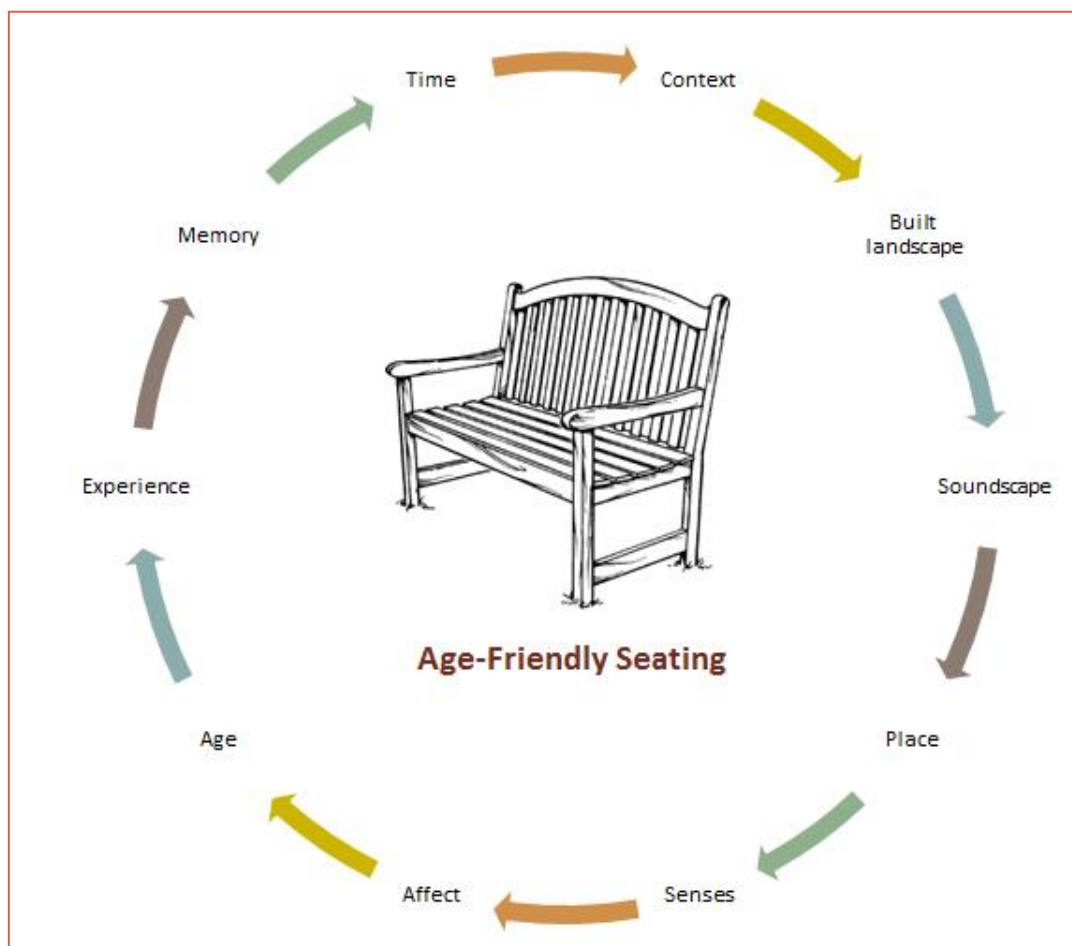 Time
Context
Built
landscape
Soundscape
Place
Senses
Affect
Age
Experience
Memory
Age-Friendly Seating